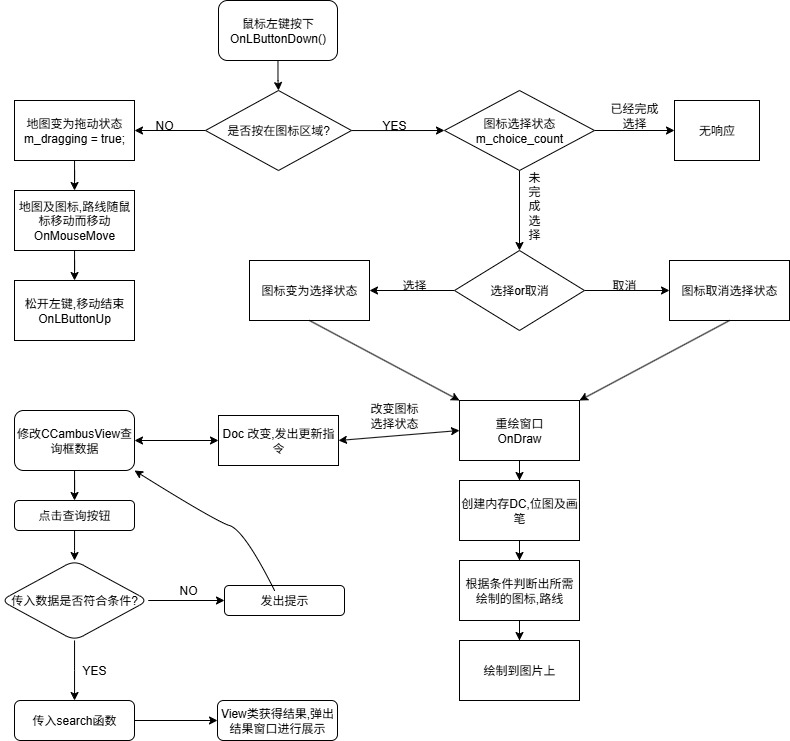 鼠标左键按下
OnLButtonDown()
是否按在图标区域?
NO
YES
地图变为拖动状态
m_dragging = true;
图标选择状态
m_choice_count
已经完成
选择
无响应
未
完
成
选
择
地图及图标,路线随鼠
标移动而移动
OnMouseMove
松开左键,移动结束
OnLButtonUp
图标变为选择状态
选择
选择or取消
取消
图标取消选择状态
改变图标
选择状态
重绘窗口
OnDraw
修改CCambusView查
询框数据
Doc 改变,发出更新指
令
创建内存DC,位图及画
笔
点击查询按钮
根据条件判断出所需
绘制的图标,路线
传入数据是否符合条件?
NO
发出提示
绘制到图片上
YES
传入search函数
View类获得结果,弹出
结果窗口进行展示